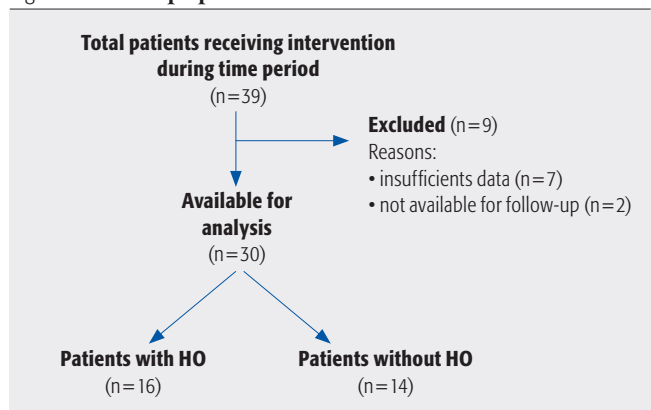 Total patients receiving intervention
during time period
(n=39)
Excluded (n=9)
Reasons:
• insufficients data (n=7)
• not available for follow-up (n=2)
Available for
analysis
(n=30)
Patients with HO
(n=16)
Patients without HO
(n=14)